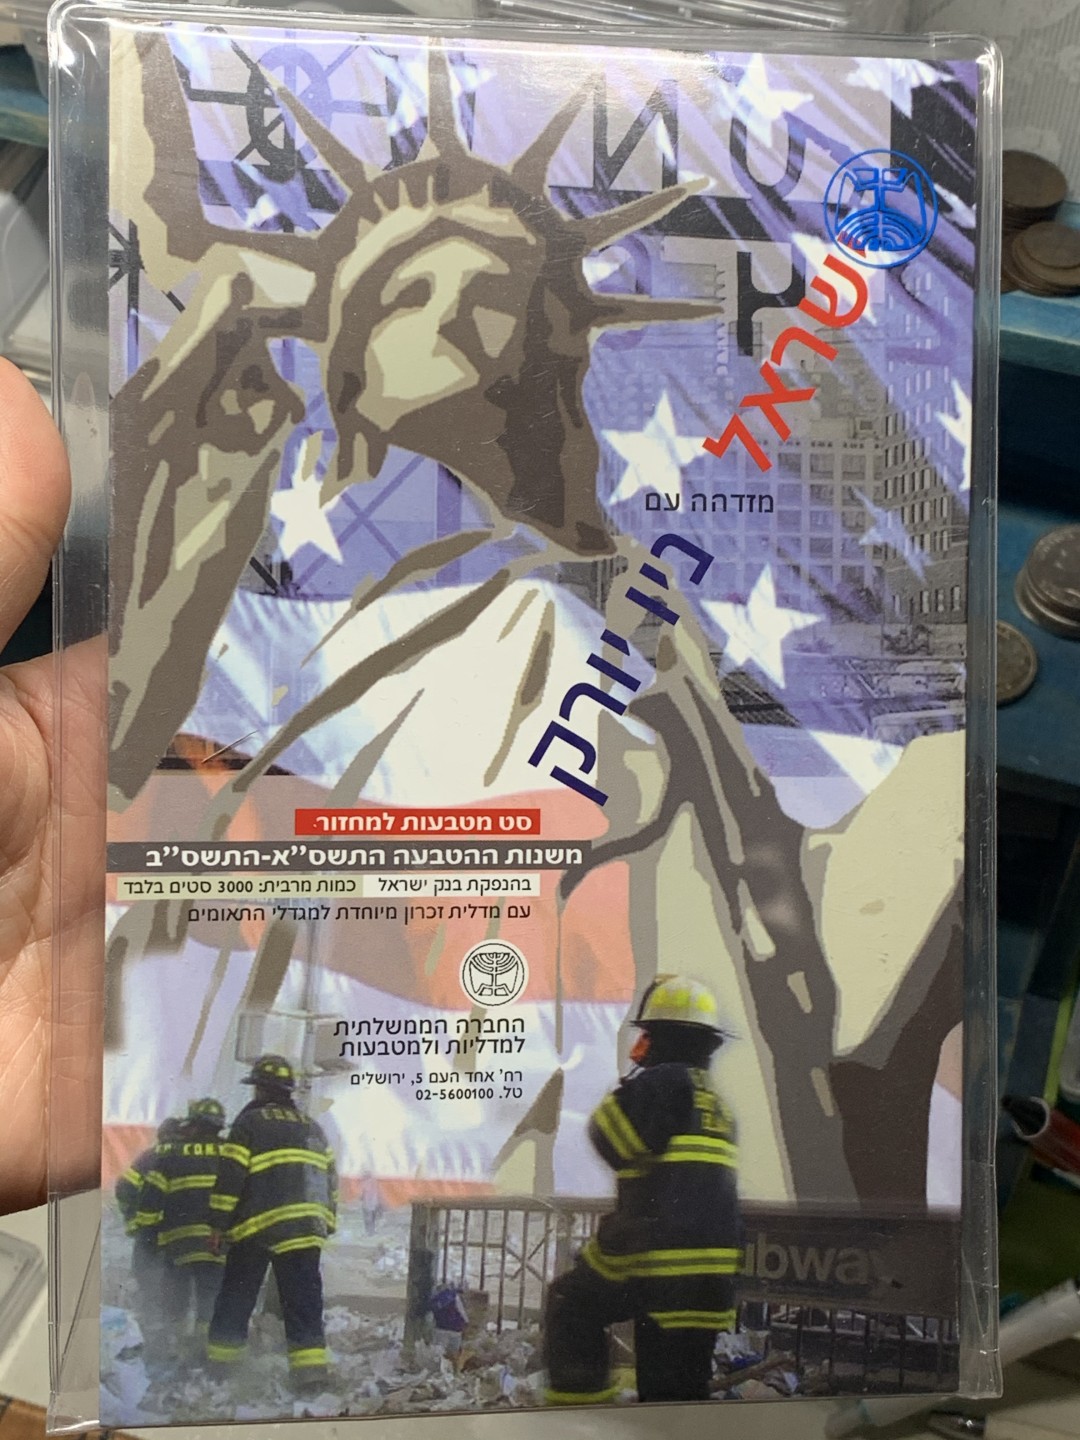 ישראל
מזדהה עם
ניו יורק
סט מטבעות למחזור
משנות ההטבעה התשס"א-התשס"ב
בהנפקת בנק ישראל כמות מרבית: 3000 סטים בלבד
עם מדלית זכרון מיוחדת למגדלי התאומים
החברה הממשלתית
למדליות ולמטבעות
רח' אחד העם 5, ירושלים
טל. 02-5600100
F.D.N.Y
F.D.N.Y
ubway